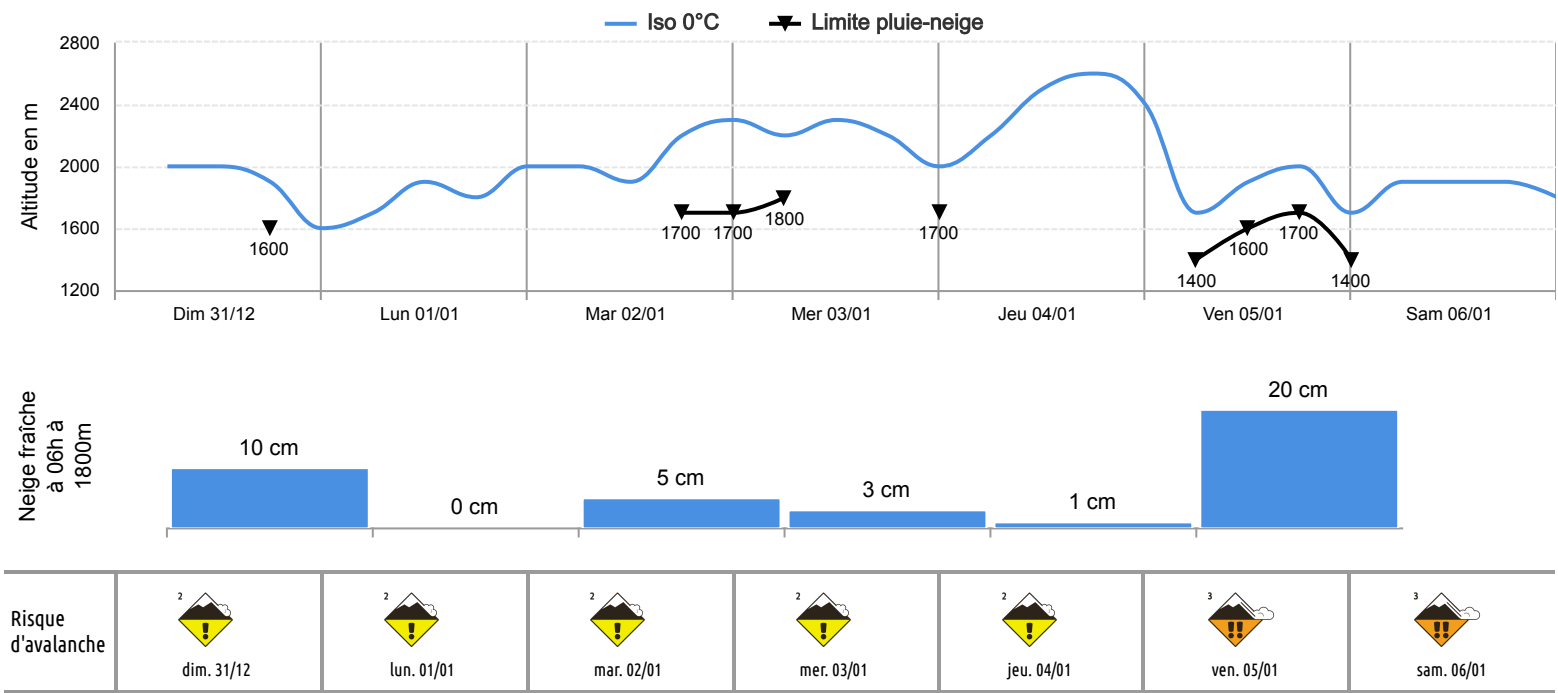 Iso 0°C Limite pluie-neige
2800
2400
2000
1600
1200
Altitude en m
1600
1700 1700 1800
1700
1400 1600 1700 1400
Dim 31/12 Lun 01/01 Mar 02/01 Mer 03/01 Jeu 04/01 Ven 05/01 Sam 06/01
Neige fraîche
à 06h à
1800m
10 cm 0 cm 5 cm 3 cm 1 cm 20 cm
Risque
d'avalanche
2 2 2 2 2 3 3
! ! ! ! ! !! !!
dim. 31/12 lun. 01/01 mar. 02/01 mer. 03/01 jeu. 04/01 ven. 05/01 sam. 06/01